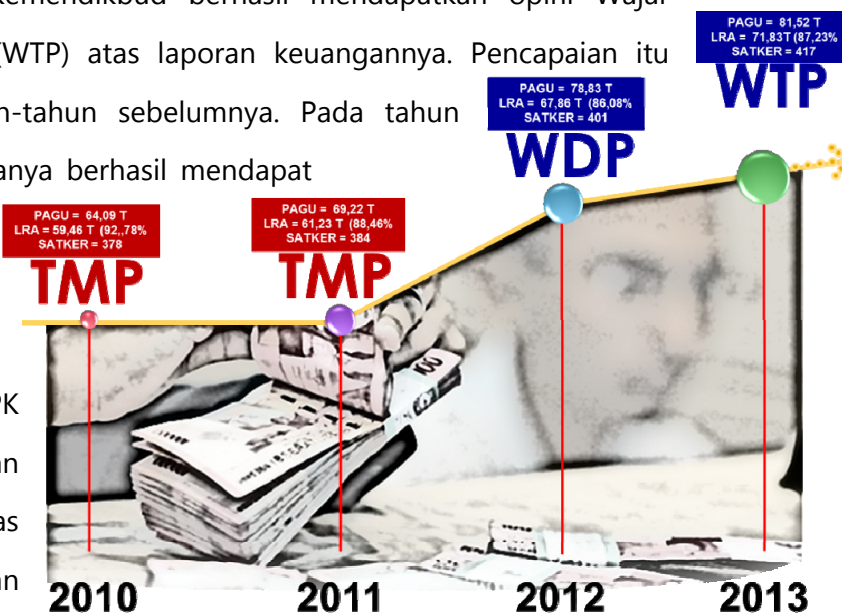 Kemendikbud berhasil mendapatkan opini Wajar
(WTP) atas laporan keuangannya. Pencapaian itu
n-tahun sebelumnya. Pada tahun
anya berhasil mendapat
PAGU = 81,52 T
LRA = 71,83T (87,23%
SATKER = 417
WTP
PAGU = 78,83 T
LRA = 67,86 T (86,08%
SATKER = 401
WDP
PAGU = 64,09 T
LRA = 59,46 T (92,,78%
SATKER = 378
TMP
PAGU = 69,22 T
LRA = 61,23 T (88,46%
SATKER = 384
TMP
PK
an
as
an
100
2010 2011 2012 2013